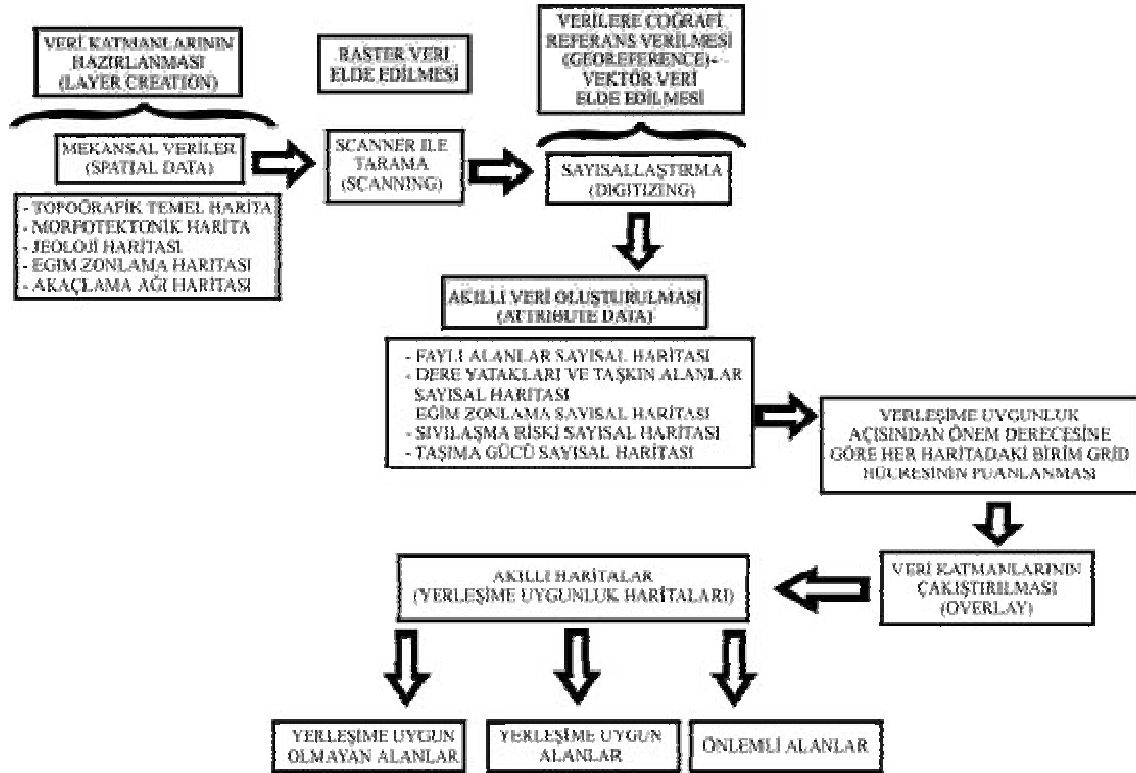 VERİ KATMANLARININ
HAZIRLANMASI
(LAYER CREATION)
RASTER VERİ
ELDE EDİLMESİ
VERİLERE COĞRAFİ
REFERANS VERİLMESİ
(GEOREFERENCE)-
VEKTÖR VERİ
ELDE EDİLMESİ
MEKANSAL VERİLER
(SPATIAL DATA)
SCANNER İLE
TARAMA
(SCANNING)
SAYISALLAŞTIRMA
(DIGITIZING)
- TOPOĞRAFİK TEMEL HARİTA
- MORFOTEKTONİK HARİTA
- JEOLOJİ HARİTASI
- EĞİM ZONLAMA HARİTASI
- AKAÇLAMA AĞI HARİTASI
AKILLI VERİ OLUŞTURULMASI
(ATTRIBUTE DATA)
- FAYLI ALANLAR SAYISAL HARİTASI
- DERE YATAKLARI VE TAŞKIN ALANLAR
SAYISAL HARİTASI
EĞİM ZONLAMA SAYISAL HARİTASI
- SIVILAŞMA RİSKİ SAYISAL HARİTASI
- TAŞIMA GÜCÜ SAYISAL HARİTASI
YERLEŞİME UYGUNLUK
AÇISINDAN ÖNEM DERECESİNE
GÖRE HER HARİTADAKİ BİRİM GRİD
HÜCRESİNİN PUANLANMASI
VERİ KATMANLARININ
ÇAKIŞTIRILMASI
(OVERLAY)
AKILLI HARİTALAR
(YERLEŞİME UYGUNLUK HARİTALARI)
YERLEŞİME UYGUN
OLMAYAN ALANLAR
YERLEŞİME UYGUN
ALANLAR
ÖNLEMLİ ALANLAR